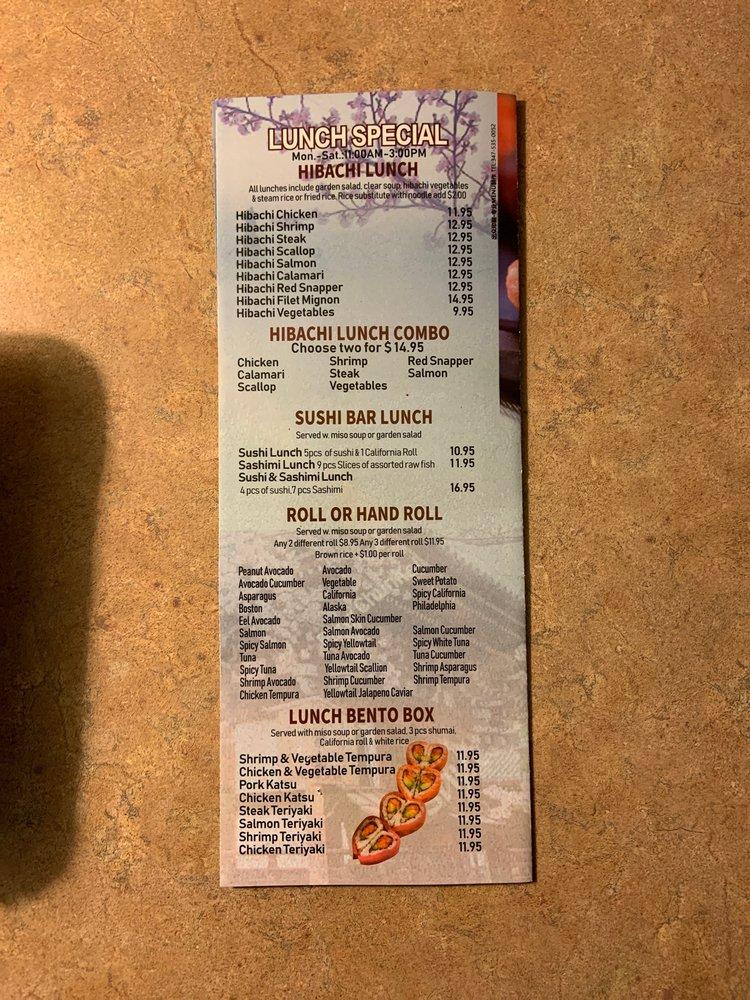 LUNCH SPECIAL
Mon.-Sat.:11:00AM-3:00PM
HIBACHI LUNCH
All lunches include garden salad, clear soup, hibachi vegetables
& steam rice or fried rice, Rice substitute with noodle add $2.00
Hibachi Chicken 11.95
Hibachi Shrimp 12.95
Hibachi Steak 12.95
Hibachi Scallop 12.95
Hibachi Salmon 12.95
Hibachi Calamari 12.95
Hibachi Red Snapper 12.95
Hibachi Filet Mignon 14.95
Hibachi Vegetables 9.95
HIBACHI LUNCH COMBO
Choose two for $ 14.95
Chicken Shrimp Red Snapper
Calamari Steak Salmon
Scallop Vegetables
SUSHI BAR LUNCH
Served w. miso soup or garden salad
Sushi Lunch 5pcs of sushi & 1 California Roll 10.95
Sashimi Lunch 9 pcs Slices of assorted raw fish 11.95
Sushi & Sashimi Lunch
4 pcs of sushi,7 pcs Sashimi 16.95
ROLL OR HAND ROLL
Served w. miso soup or garden salad
Any 2 different roll $8.95 Any 3 different roll $11.95
Brown rice + $1.00 per roll
Peanut Avocado Avocado Cucumber
Avocado Cucumber Vegetable Sweet Potato
Asparagus California Spicy California
Boston Alaska Philadelphia
Eel Avocado Salmon Skin Cucumber
Salmon Salmon Avocado Salmon Cucumber
Spicy Salmon Spicy Yellowtail Spicy White Tuna
Tuna Tuna Avocado Tuna Cucumber
Spicy Tuna Yellowtail Scallion Shrimp Asparagus
Shrimp Avocado Shrimp Cucumber Shrimp Tempura
Chicken Tempura Yellowtail Jalapeno Caviar
LUNCH BENTO BOX
Served with miso soup or garden salad, 3 pcs shumai,
California roll & white rice
Shrimp & Vegetable Tempura 11.95
Chicken & Vegetable Tempura 11.95
Pork Katsu 11.95
Chicken Katsu 11.95
Steak Teriyaki 11.95
Salmon Teriyaki 11.95
Shrimp Teriyaki 11.95
Chicken Teriyaki 11.95
TEL:347-535-0052